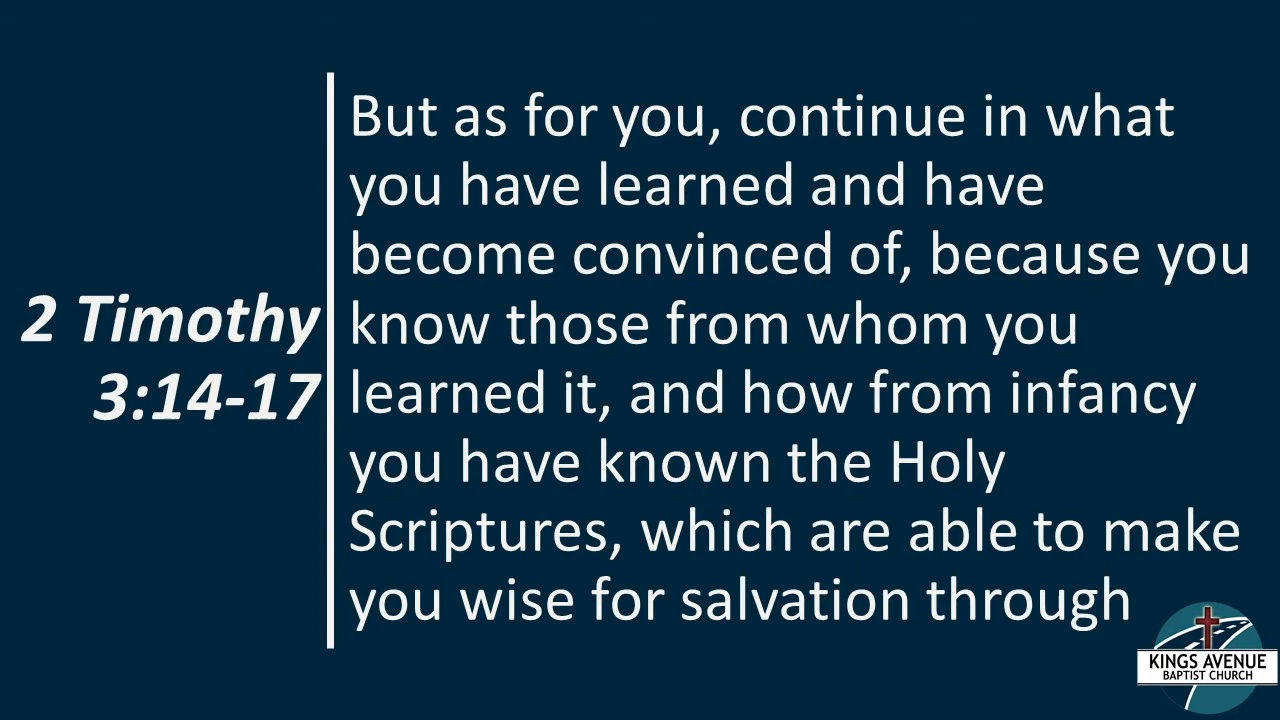 2 Timothy
3:14-17
But as for you, continue in what
you have learned and have
become convinced of, because you
know those from whom you
learned it, and how from infancy
you have known the Holy
Scriptures, which are able to make
you wise for salvation through
KINGS AVENUE
BAPTIST CHURCH